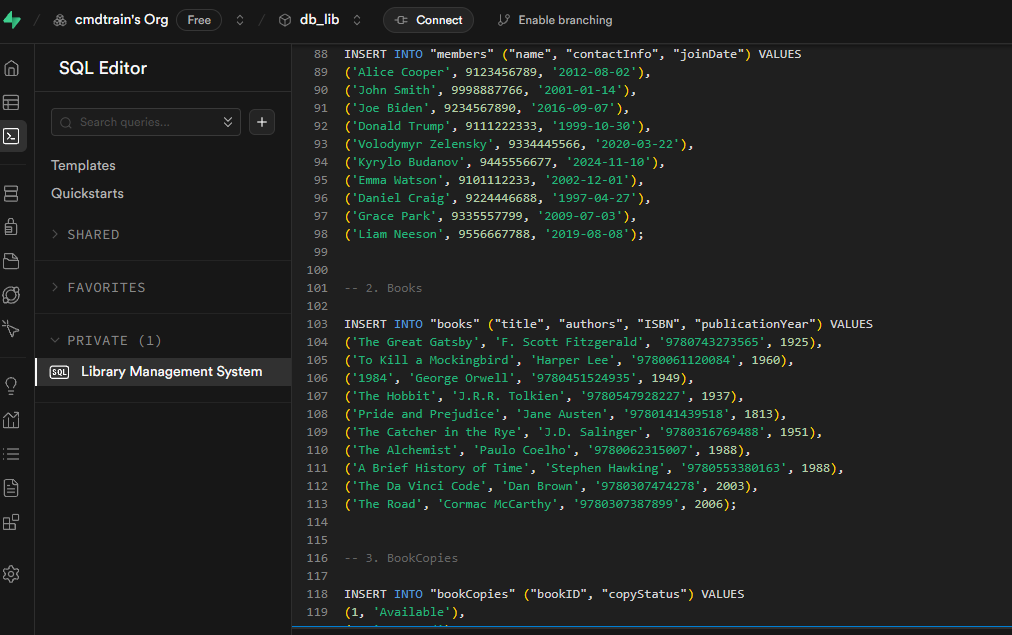 cmdtrain's Org Free db_lib Connect Enable branching
SQL Editor
Search queries...
Templates
Quickstarts
SHARED
FAVORITES
PRIVATE (1)
SQL Library Management System
88 INSERT INTO "members" ("name", "contactInfo", "joinDate") VALUES
89 ('Alice Cooper', 9123456789, '2012-08-02'),
90 ('John Smith', 9998887766, '2001-01-14'),
91 ('Joe Biden', 9234567890, '2016-09-07'),
92 ('Donald Trump', 9111222333, '1999-10-30'),
93 ('Volodymyr Zelensky', 9334445566, '2020-03-22'),
94 ('Kyrylo Budanov', 9445556677, '2024-11-10'),
95 ('Emma Watson', 9101112233, '2002-12-01'),
96 ('Daniel Craig', 9224446688, '1997-04-27'),
97 ('Grace Park', 9335557799, '2009-07-03'),
98 ('Liam Neeson', 9556667788, '2019-08-08');
99
100
101 -- 2. Books
102
103 INSERT INTO "books" ("title", "authors", "ISBN", "publicationYear") VALUES
104 ('The Great Gatsby', 'F. Scott Fitzgerald', '9780743273565', 1925),
105 ('To Kill a Mockingbird', 'Harper Lee', '9780061120084', 1960),
106 ('1984', 'George Orwell', '9780451524935', 1949),
107 ('The Hobbit', 'J.R.R. Tolkien', '9780547928227', 1937),
108 ('Pride and Prejudice', 'Jane Austen', '9780141439518', 1813),
109 ('The Catcher in the Rye', 'J.D. Salinger', '9780316769488', 1951),
110 ('The Alchemist', 'Paulo Coelho', '9780062315007', 1988),
111 ('A Brief History of Time', 'Stephen Hawking', '9780553380163', 1988),
112 ('The Da Vinci Code', 'Dan Brown', '9780307474278', 2003),
113 ('The Road', 'Cormac McCarthy', '9780307387899', 2006);
114
115
116 -- 3. BookCopies
117
118 INSERT INTO "bookCopies" ("bookID", "copyStatus") VALUES
119 (1, 'Available'),